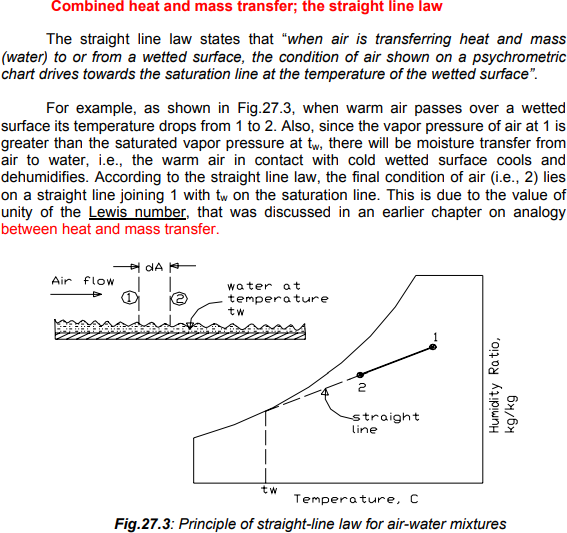 Combined heat and mass transfer; the straight line law
The straight line law states that “when air is transferring heat and mass
(water) to or from a wetted surface, the condition of air shown on a psychrometric
chart drives towards the saturation line at the temperature of the wetted surface”.
For example, as shown in Fig.27.3, when warm air passes over a wetted
surface its temperature drops from 1 to 2. Also, since the vapor pressure of air at 1 is
greater than the saturated vapor pressure at tw, there will be moisture transfer from
air to water, i.e., the warm air in contact with cold wetted surface cools and
dehumidifies. According to the straight line law, the final condition of air (i.e., 2) lies
on a straight line joining 1 with tw on the saturation line. This is due to the value of
unity of the Lewis number, that was discussed in an earlier chapter on analogy
between heat and mass transfer.
dA
Air flow
1
2
water at
temperature
tw
1
2
straight
line
Humidity Ratio,
kg/kg
tw
Temperature, C
Fig.27.3: Principle of straight-line law for air-water mixtures